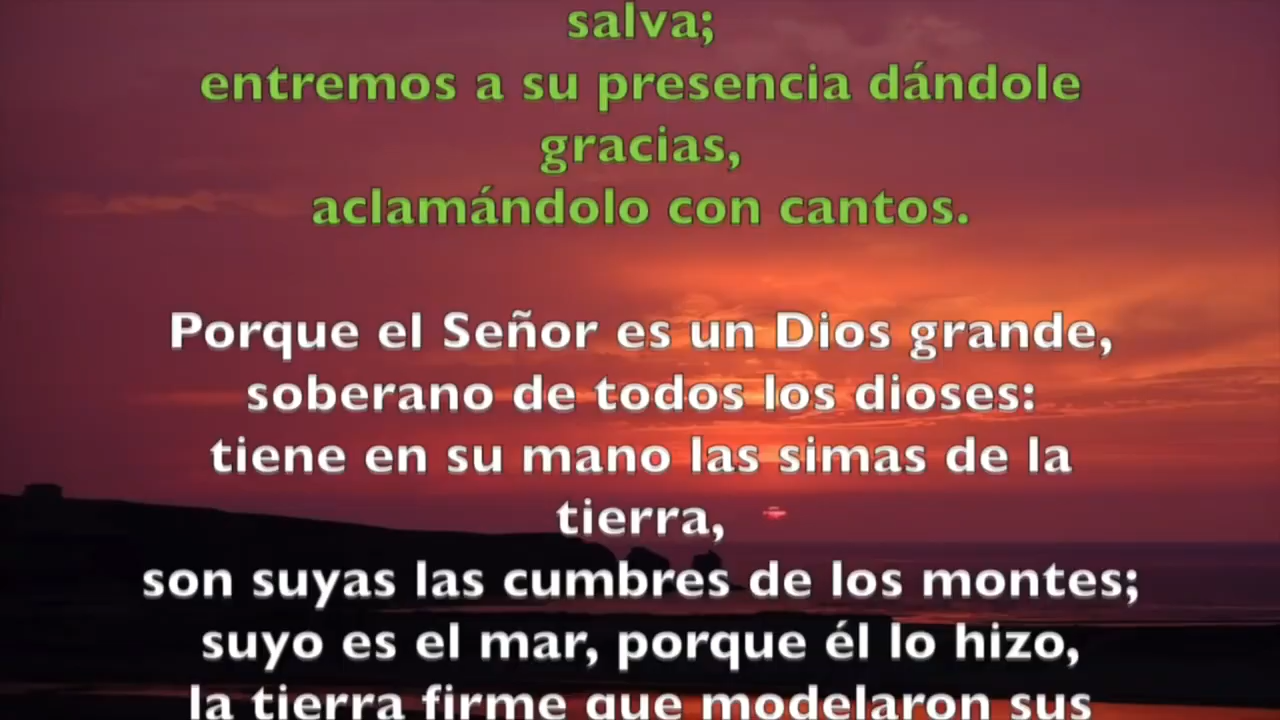 salva;
entremos a su presencia dándole
gracias,
aclamándolo con cantos.
Porque el Señor es un Dios grande,
soberano de todos los dioses:
tiene en su mano las simas de la
tierra,
son suyas las cumbres de los montes;
suyo es el mar, porque él lo hizo,
la tierra firme que modelaron sus